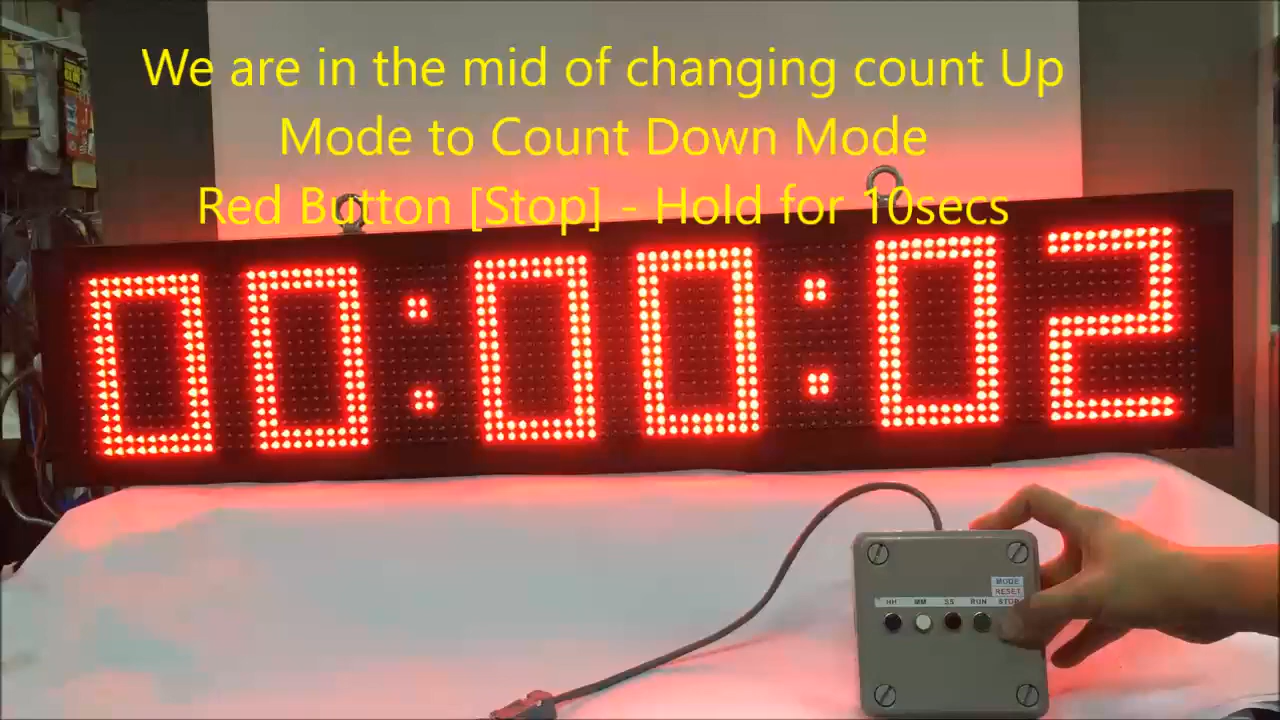 We are in the mid of changing count Up
Mode to Count Down Mode
Red Button [Stop] - Hold for 10secs
00:00:02
MODE
RESET
HH MM SS RUN STOP